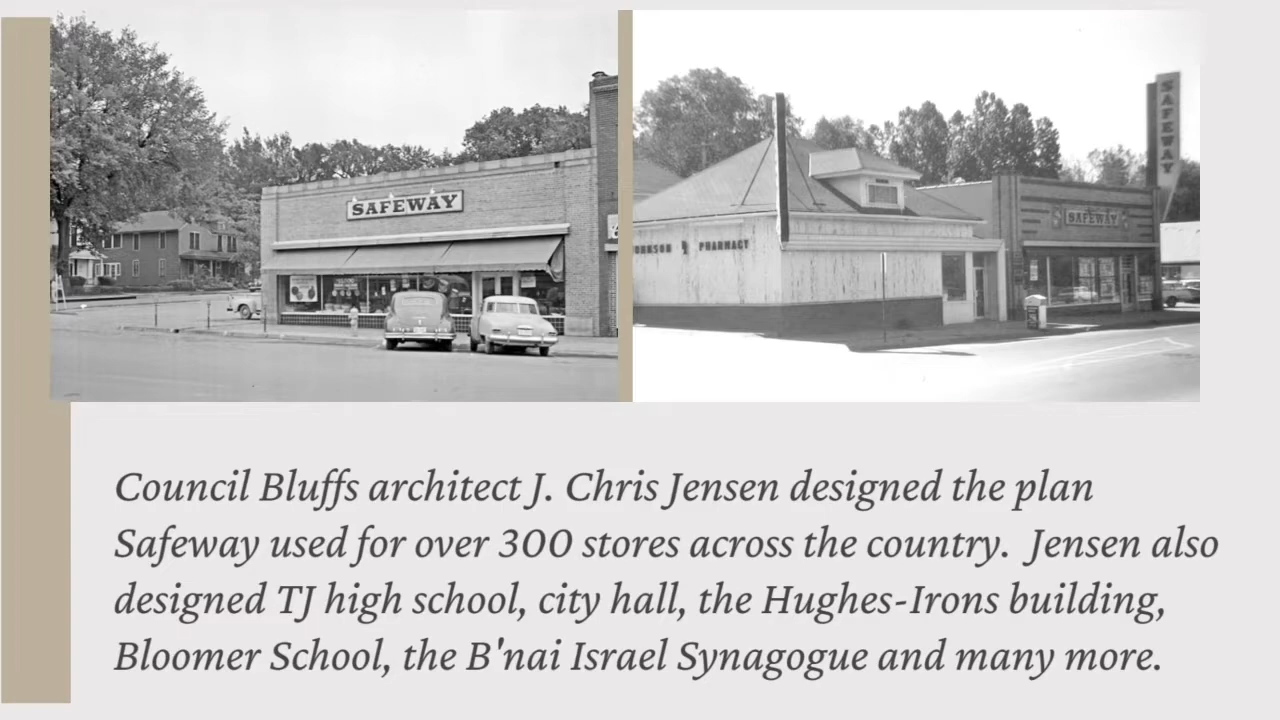 SAFEWAY
SAFEWAY
PHARMACY
SAFEWAY
Council Bluffs architect J. Chris Jensen designed the plan
Safeway used for over 300 stores across the country. Jensen also
designed TJ high school, city hall, the Hughes-Irons building,
Bloomer School, the B'nai Israel Synagogue and many more.